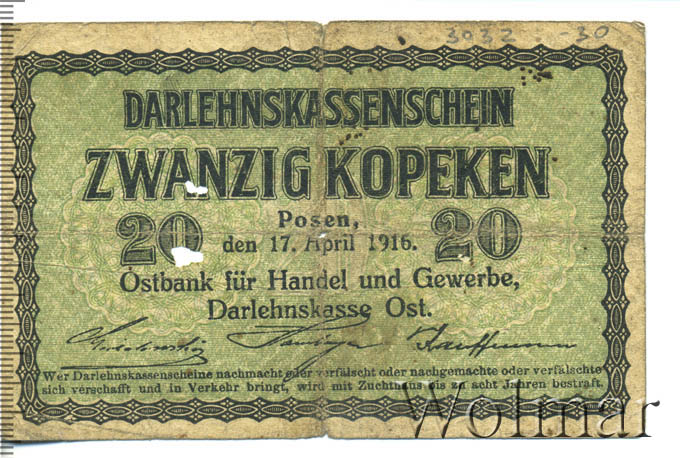 3032 -30
DARLEHNSKASSENSCHEIN
ZWANZIG KOPEKEN
20 Posen, 20
den 17. April 1916.
Ostbank für Handel und Gewerbe,
Darlehnskasse Ost.
Kauffmann
Wer Darlehnskassenscheine nachmacht oder verfälscht oder nachgemachte oder verfälschte
sich verschafft und in Verkehr bringt, wird mit Zuchthaus bis zu acht Jahren bestraft.
Wolmar